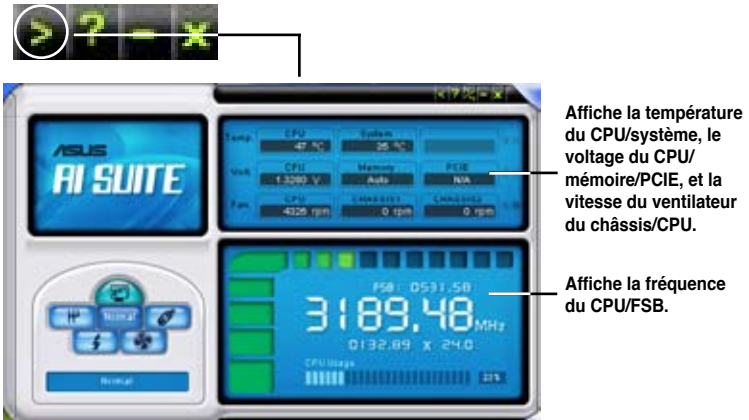 > ? - x
< ? °F - x
ASUS
AI SUITE
Temp. CPU System
47 °C 35 °C
Volt. CPU Memory PCIE
1.3280 V Auto N/A
Fan. CPU CHASSIS1 CHASSIS2
4326 rpm 0 rpm 0 rpm
Affiche la température
du CPU/système, le
voltage du CPU/
mémoire/PCIE, et la
vitesse du ventilateur
du châssis/CPU.
FSB: 0531.58
3189.48 MHz
0132.89 x 24.0
CPU Usage
Affiche la fréquence
du CPU/FSB.
Normal
Normal